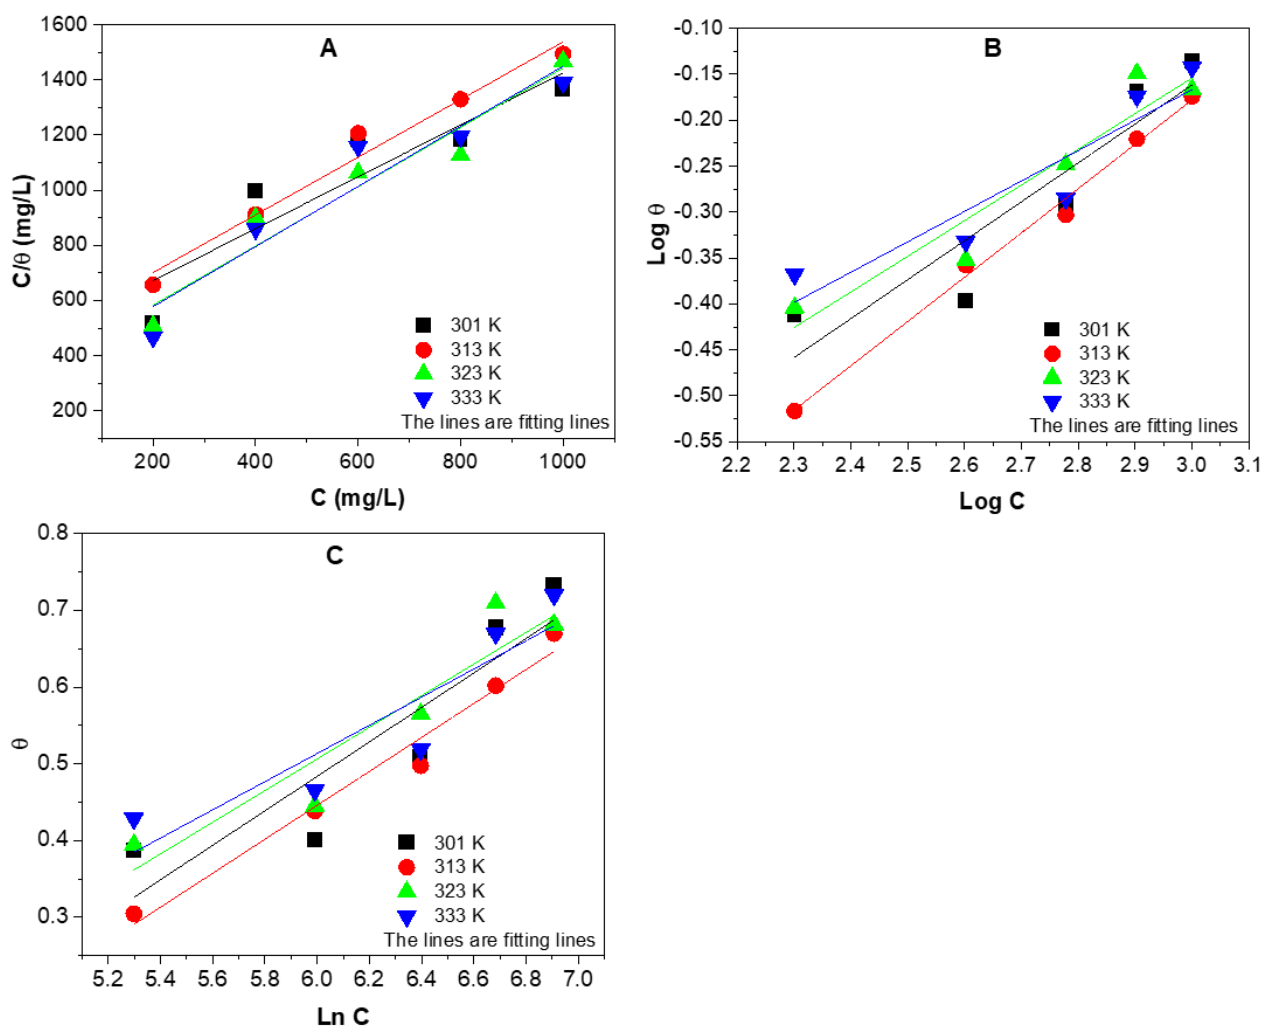 A
C/θ (mg/L)
1600
1400
1200
1000
800
600
400
200
301 K
313 K
323 K
333 K
The lines are fitting lines
200 400 600 800 1000
C (mg/L)
B
Log θ
-0.10
-0.15
-0.20
-0.25
-0.30
-0.35
-0.40
-0.45
-0.50
-0.55
301 K
313 K
323 K
333 K
The lines are fitting lines
2.2 2.3 2.4 2.5 2.6 2.7 2.8 2.9 3.0 3.1
Log C
C
θ
0.8
0.7
0.6
0.5
0.4
0.3
301 K
313 K
323 K
333 K
The lines are fitting lines
5.2 5.4 5.6 5.8 6.0 6.2 6.4 6.6 6.8 7.0
Ln C